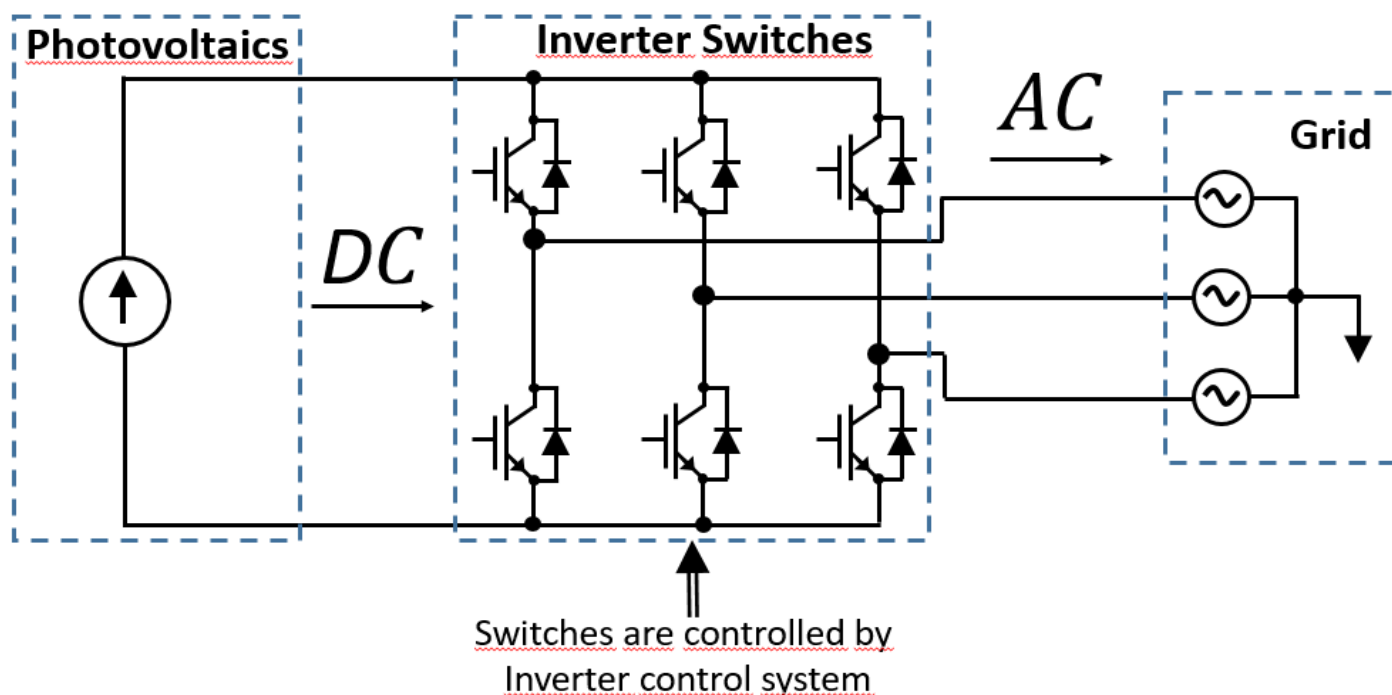 Photovoltaics
Inverter Switches
AC
Grid
DC
Switches are controlled by
Inverter control system